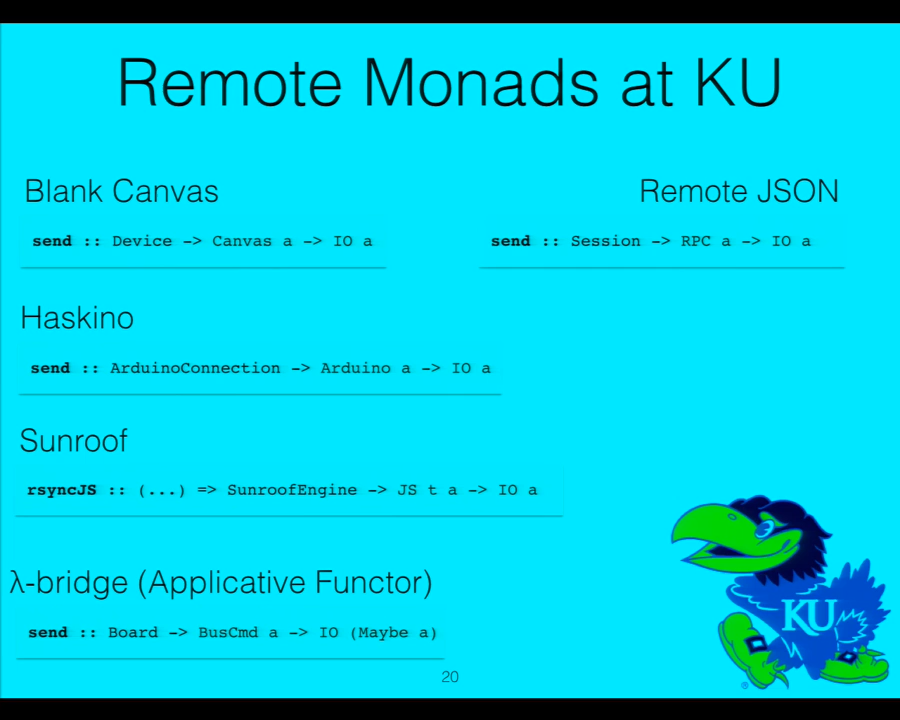 Remote Monads at KU
Blank Canvas
send :: Device -> Canvas a -> IO a
Remote JSON
send :: Session -> RPC a -> IO a
Haskino
send :: ArduinoConnection -> Arduino a -> IO a
Sunroof
rsyncJS :: (...) => SunroofEngine -> JS t a -> IO a
λ-bridge (Applicative Functor)
send :: Board -> BusCmd a -> IO (Maybe a)
KU
®
20